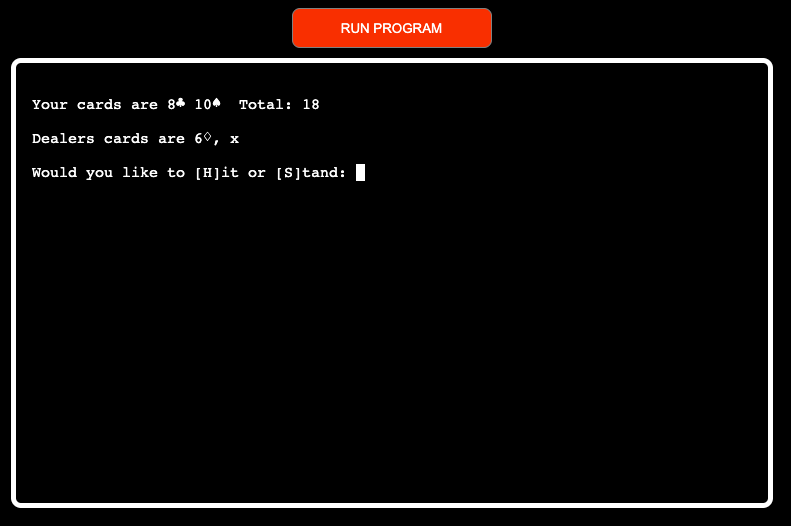 RUN PROGRAM
Your cards are 8♣ 10♠  Total: 18
Dealers cards are 6♢, x
Would you like to [H]it or [S]tand: